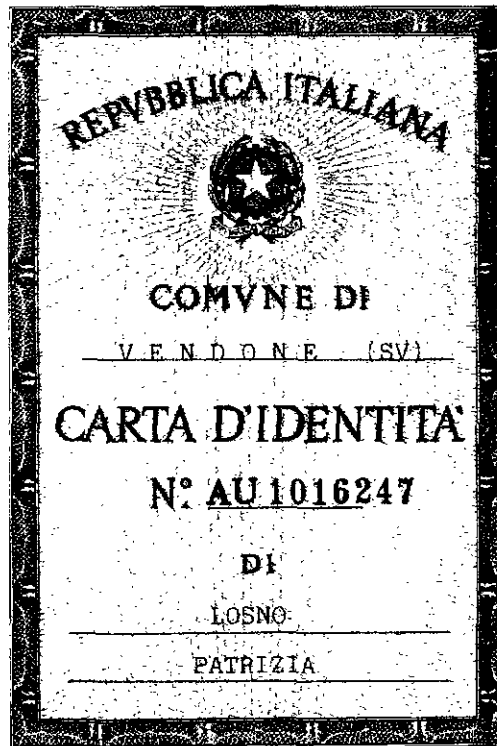 REPVBBLICA ITALIANA
COMVNE DI
VENDONE (SV)
CARTA D'IDENTITA'
N° AU 1016247
DI
LOSNO
PATRIZIA